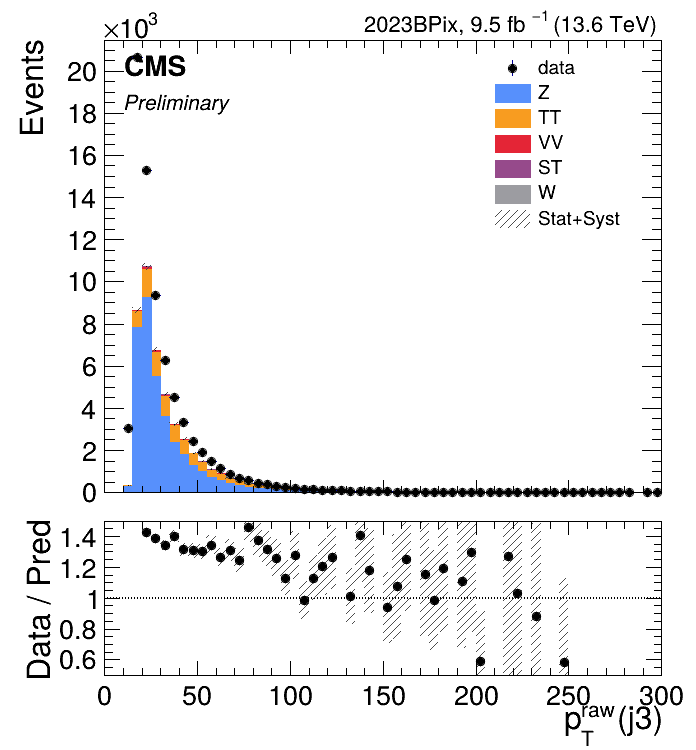 ×10³
2023BPix, 9.5 fb⁻¹ (13.6 TeV)
Events
CMS
Preliminary
data
Z
TT
VV
ST
W
Stat+Syst
20
18
16
14
12
10
8
6
4
2
0
Data / Pred
1.4
1.2
1
0.8
0.6
0 50 100 150 200 250 300
p_T^raw(j3)